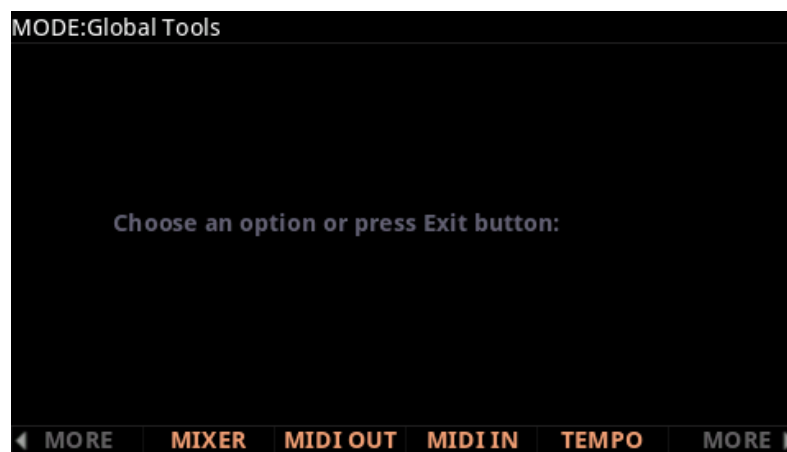 MODE:Global Tools
Choose an option or press Exit button:
MORE MIXER MIDI OUT MIDI IN TEMPO MORE